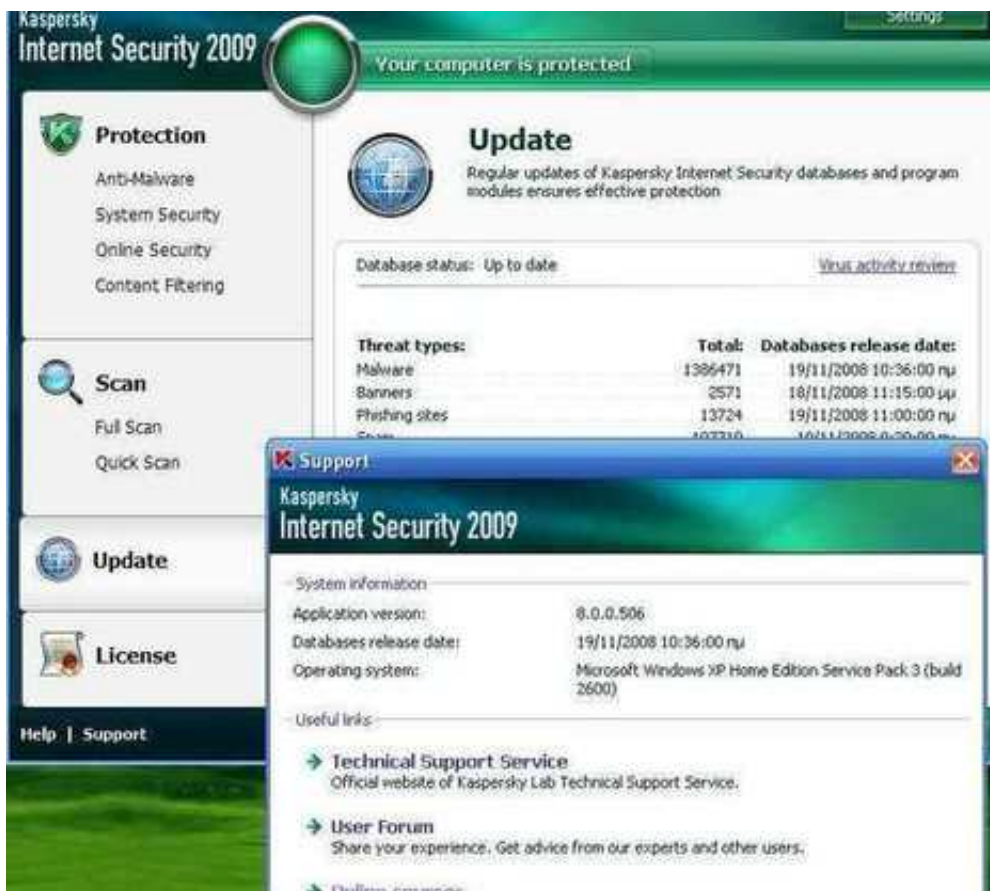 Kaspersky
Internet Security 2009
Settings
Your computer is protected
Protection
Anti-Malware
System Security
Online Security
Content Filtering
Scan
Full Scan
Quick Scan
Update
License
Help | Support
Update
Regular updates of Kaspersky Internet Security databases and program
modules ensures effective protection
Database status: Up to date Virus activity review
Threat types: Total: Databases release date:
Malware 1386471 19/11/2008 10:36:00 πμ
Banners 2571 18/11/2008 11:15:00 μμ
Phishing sites 13724 19/11/2008 11:00:00 πμ
Support
Kaspersky
Internet Security 2009
System information
Application version: 8.0.0.506
Databases release date: 19/11/2008 10:36:00 πμ
Operating system: Microsoft Windows XP Home Edition Service Pack 3 (build
2600)
Useful links
Technical Support Service
Official website of Kaspersky Lab Technical Support Service.
User Forum
Share your experience. Get advice from our experts and other users.